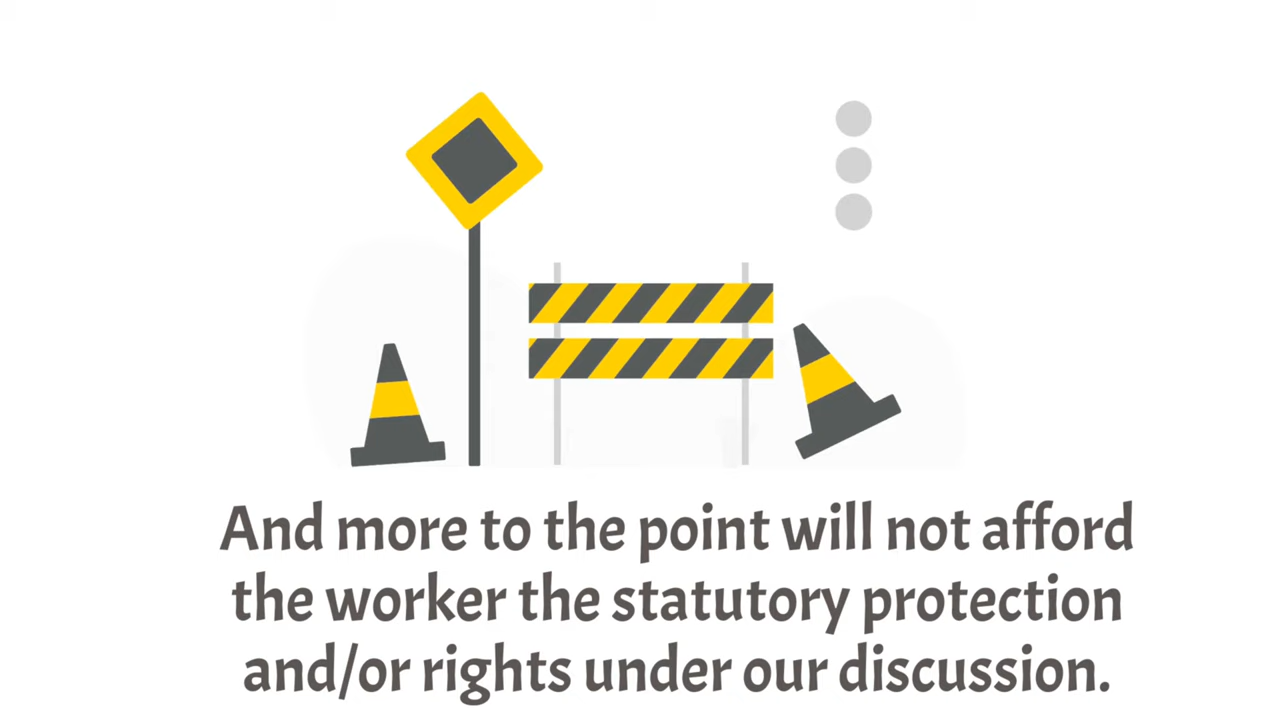 And more to the point will not afford
the worker the statutory protection
and/or rights under our discussion.